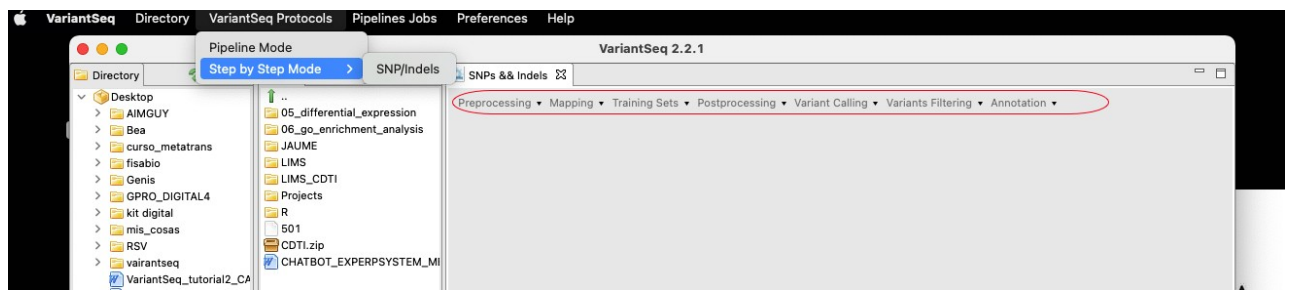 VariantSeq Directory VariantSeq Protocols Pipelines Jobs Preferences Help
Pipeline Mode
Step by Step Mode > SNP/Indels
VariantSeq 2.2.1
Directory
SNPs && Indels
Preprocessing Mapping Training Sets Postprocessing Variant Calling Variants Filtering Annotation
Desktop
AIMGUY
Bea
curso_metatrans
fisabio
Genis
GPRO_DIGITAL4
kit digital
mis_cosas
RSV
vairantseq
VariantSeq_tutorial2_CA
..
05_differential_expression
06_go_enrichment_analysis
JAUME
LIMS
LIMS_CDTI
Projects
R
501
CDTI.zip
CHATBOT_EXPERPSYSTEM_MI